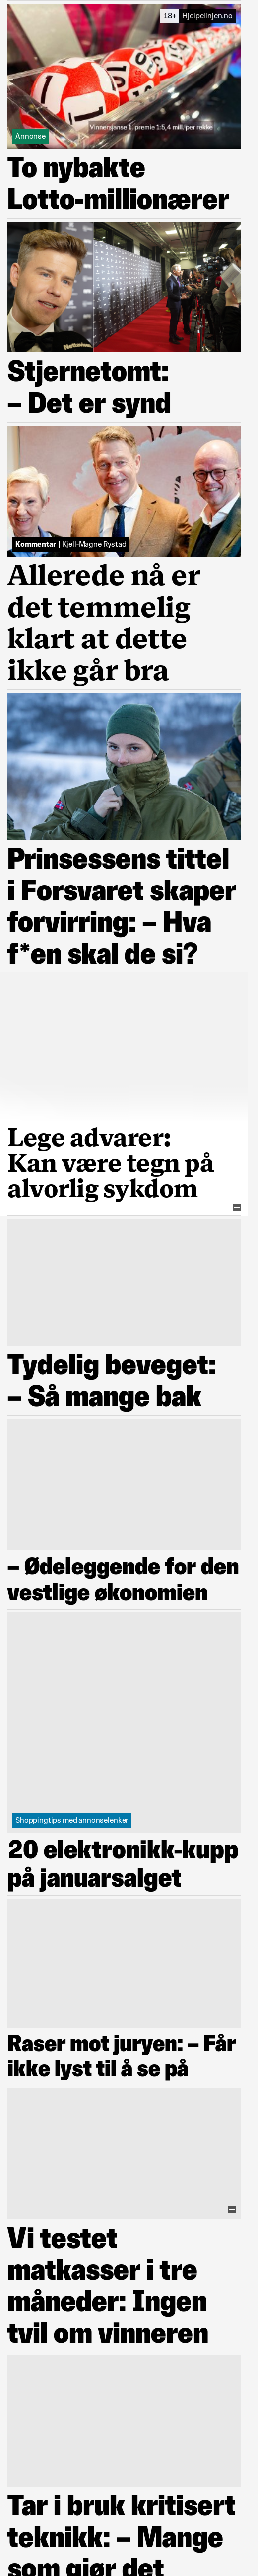 18+ Hjelpelinjen.no
Vinnersjanse 1. premie 1:5,4 mill. per rekke
Annonse
To nybakte
Lotto-millionærer
Stjernetomt:
– Det er synd
Kommentar | Kjell-Magne Rystad
Allerede nå er
det temmelig
klart at dette
ikke går bra
Prinsessens tittel
i Forsvaret skaper
forvirring: – Hva
f*en skal de si?
Lege advarer:
Kan være tegn på
alvorlig sykdom
Tydelig beveget:
– Så mange bak
– Ødeleggende for den
vestlige økonomien
Shoppingtips med annonselenker
20 elektronikk-kupp
på januarsalget
Raser mot juryen: – Får
ikke lyst til å se på
Vi testet
matkasser i tre
måneder: Ingen
tvil om vinneren
Tar i bruk kritisert
teknikk: – Mange
som gjør det